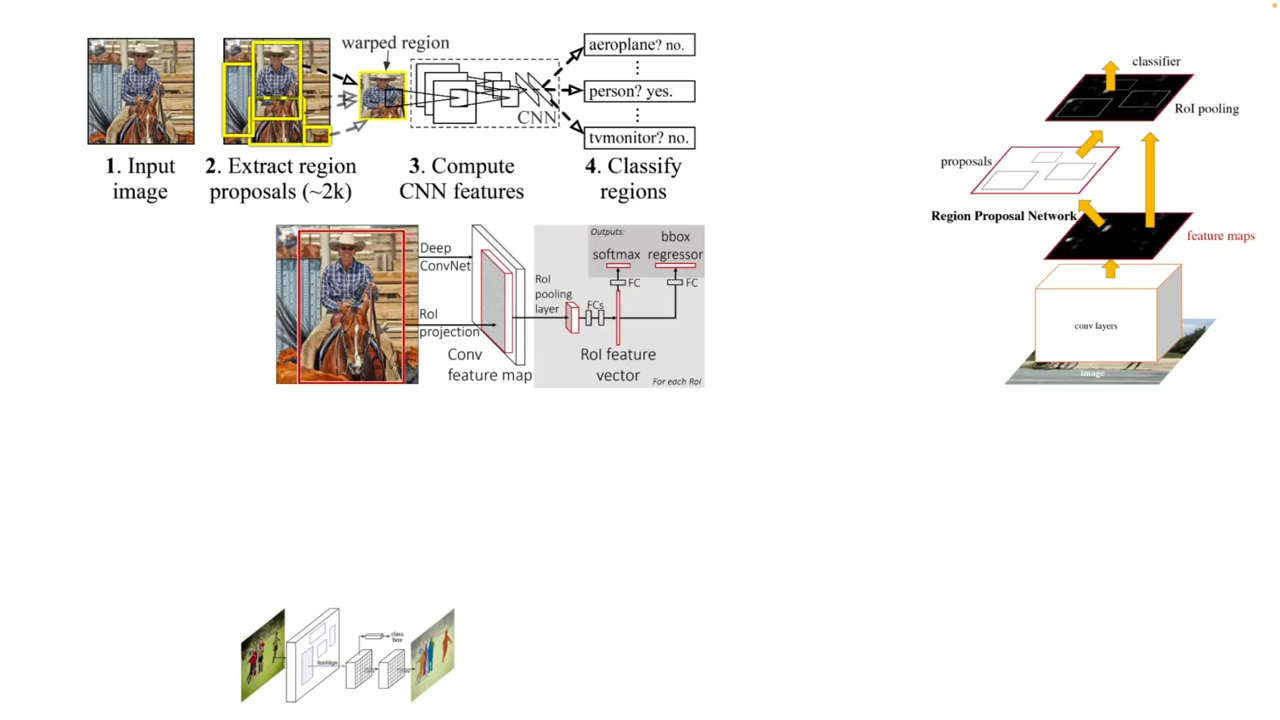 warped region
aeroplane? no.
person? yes.
CNN
tvmonitor? no.
1. Input
image
2. Extract region
proposals (~2k)
3. Compute
CNN features
4. Classify
regions
Deep
ConvNet
RoI
projection
Conv
feature map
RoI
pooling
layer
FCs
Outputs:
softmax
bbox
regressor
FC
FC
RoI feature
vector
For each RoI
classifier
RoI pooling
proposals
Region Proposal Network
feature maps
conv layers
image
RoIAlign
class
box